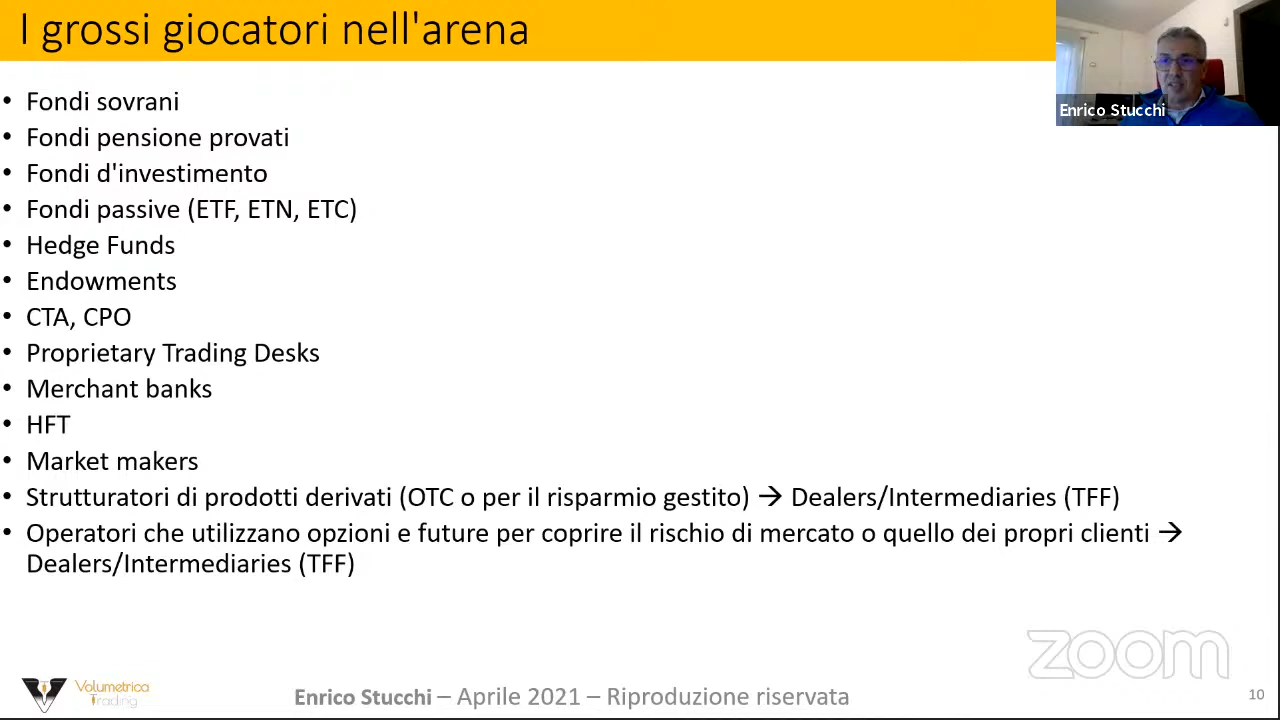 I grossi giocatori nell'arena
Enrico Stucchi
• Fondi sovrani
• Fondi pensione provati
• Fondi d'investimento
• Fondi passive (ETF, ETN, ETC)
• Hedge Funds
• Endowments
• CTA, CPO
• Proprietary Trading Desks
• Merchant banks
• HFT
• Market makers
• Strutturatori di prodotti derivati (OTC o per il risparmio gestito) → Dealers/Intermediaries (TFF)
• Operatori che utilizzano opzioni e future per coprire il rischio di mercato o quello dei propri clienti →
Dealers/Intermediaries (TFF)
zoom
Volumetrica
Trading
Enrico Stucchi – Aprile 2021 – Riproduzione riservata
10